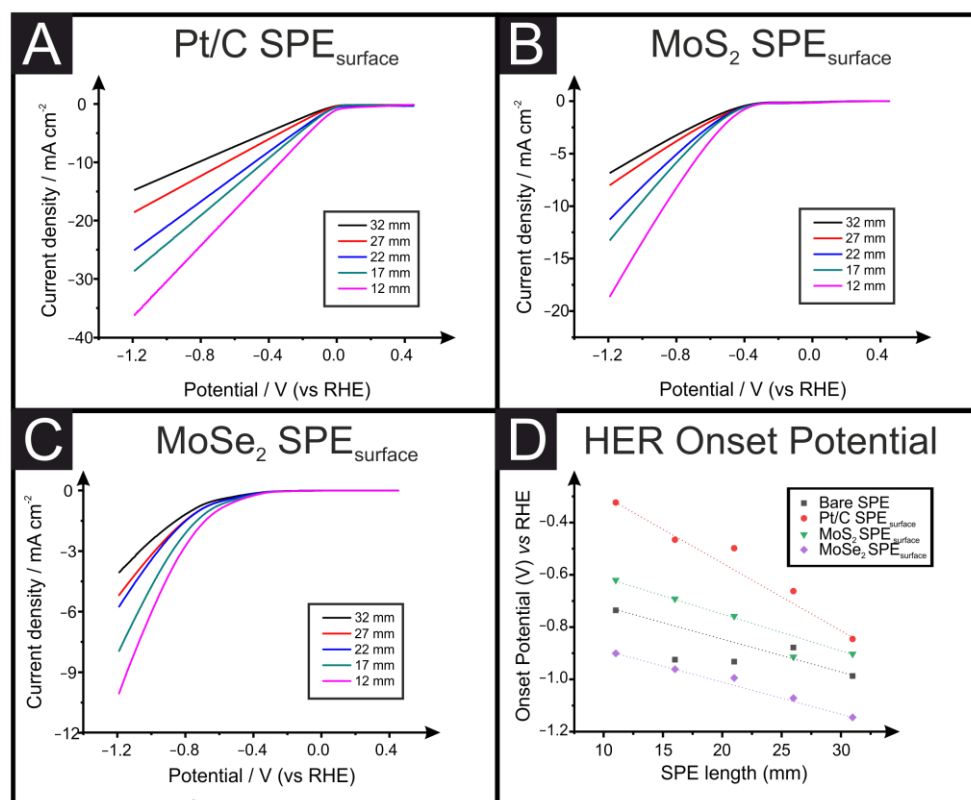 A
Pt/C SPEsurface
Current density / mA cm⁻²
0
−10
−20
−30
−40
−1.2 −0.8 −0.4 0.0 0.4
Potential / V (vs RHE)
32 mm
27 mm
22 mm
17 mm
12 mm
B
MoS₂ SPEsurface
Current density / mA cm⁻²
0
−5
−10
−15
−20
−1.2 −0.8 −0.4 0.0 0.4
Potential / V (vs RHE)
32 mm
27 mm
22 mm
17 mm
12 mm
C
MoSe₂ SPEsurface
Current density / mA cm⁻²
0
−3
−6
−9
−12
−1.2 −0.8 −0.4 0.0 0.4
Potential / V (vs RHE)
32 mm
27 mm
22 mm
17 mm
12 mm
D
HER Onset Potential
Onset Potential (V) vs RHE
−0.4
−0.6
−0.8
−1.0
−1.2
10 15 20 25 30
SPE length (mm)
Bare SPE
Pt/C SPEsurface
MoS₂ SPEsurface
MoSe₂ SPEsurface